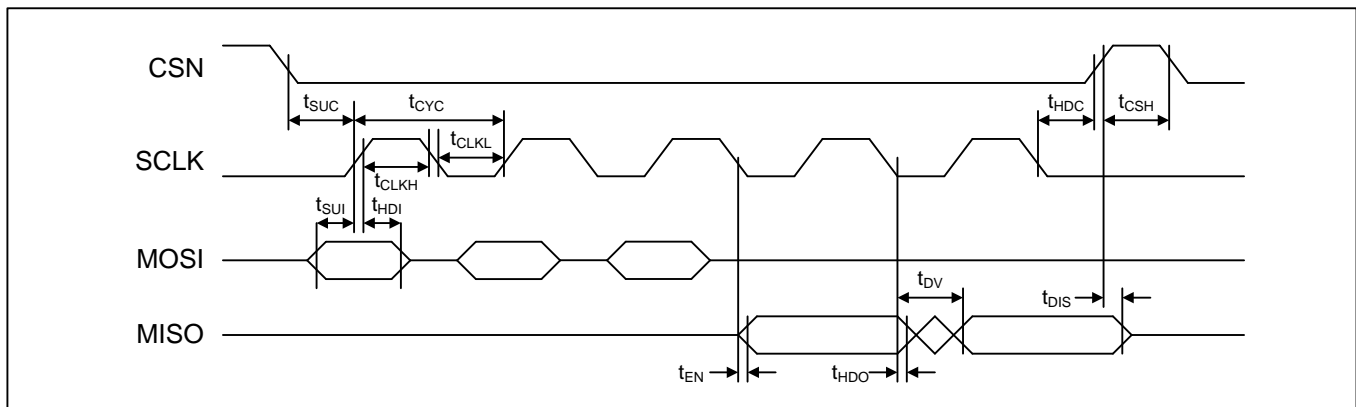 CSN
tSUC
tCYC
tHDC
tCSH
SCLK
tCLKL
tCLKH
tSUI
tHDI
MOSI
tDV
tDIS
MISO
tEN
tHDO